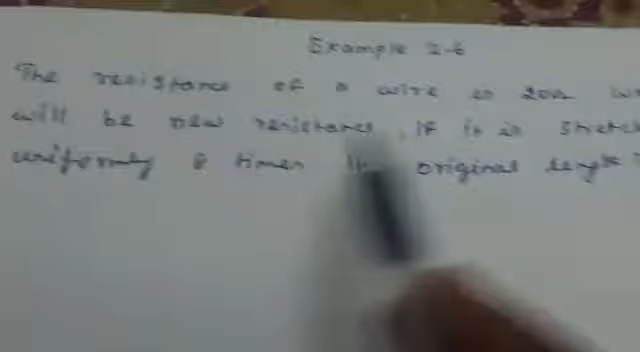 Example 2.6
The resistance of a wire is 20Ω
will be new resistance, if it is stretch
uniformly 8 times original length?